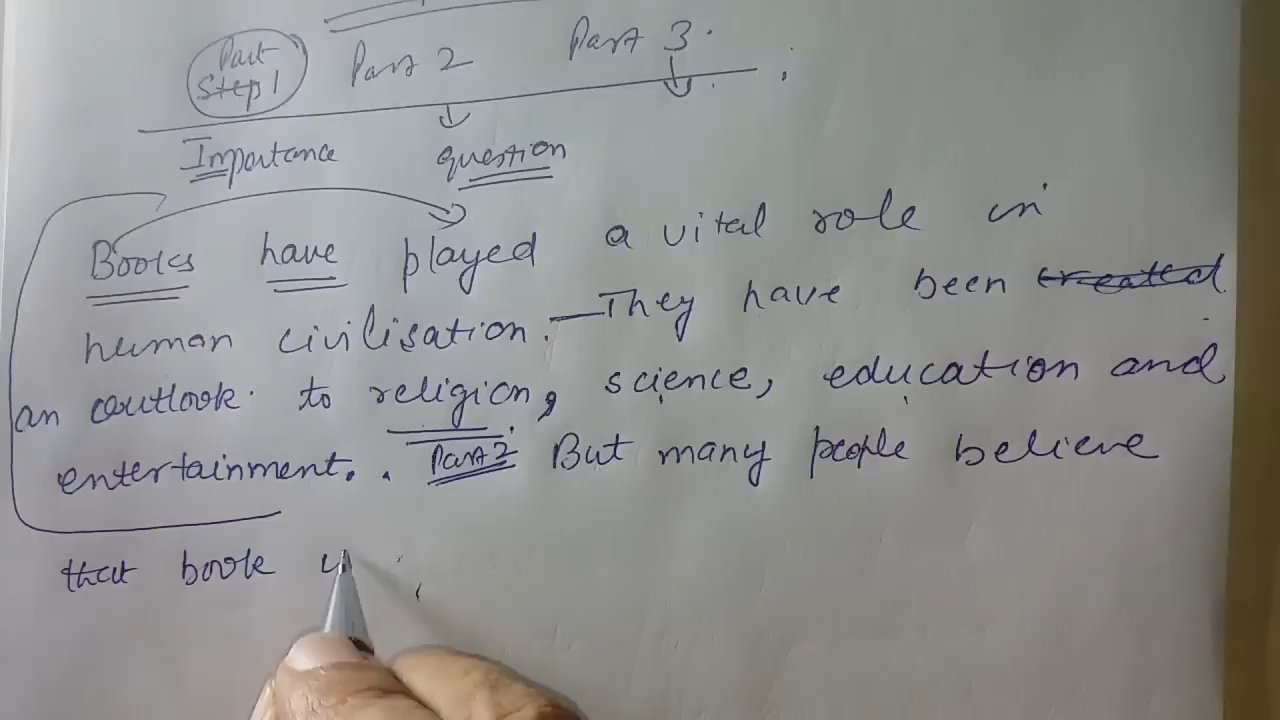 Part Part 2 Part 3.
Step 1
Importance question
Books have played a vital role in
human civilisation. They have been created
an outlook to religion, science, education and
entertainment. Part 2 But many people believe
that book